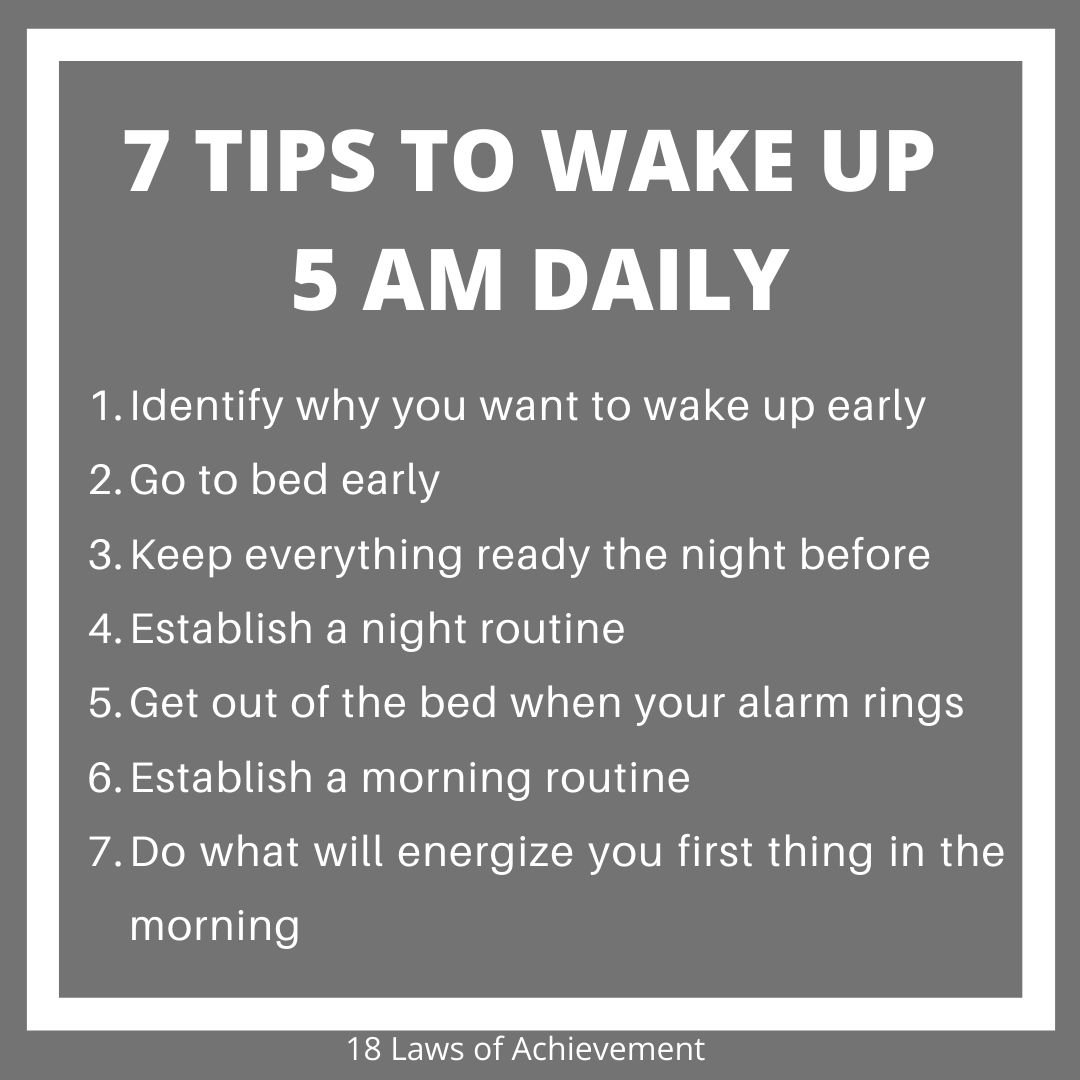 7 TIPS TO WAKE UP
5 AM DAILY
1. Identify why you want to wake up early
2. Go to bed early
3. Keep everything ready the night before
4. Establish a night routine
5. Get out of the bed when your alarm rings
6. Establish a morning routine
7. Do what will energize you first thing in the
morning
18 Laws of Achievement